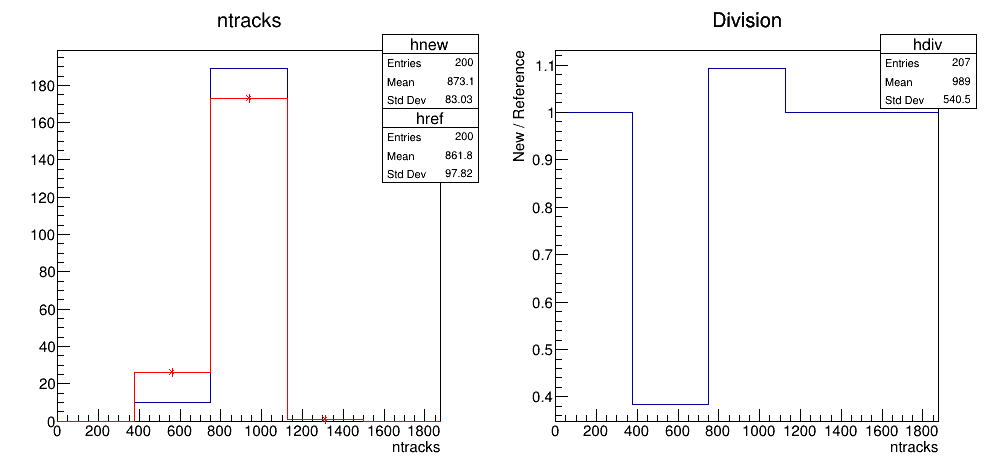 ntracks
hnew
Entries 200
Mean 873.1
Std Dev 83.03
href
Entries 200
Mean 861.8
Std Dev 97.82
180
160
140
120
100
80
60
40
20
0
0 200 400 600 800 1000 1200 1400 1600 1800
ntracks
Division
hdiv
Entries 207
Mean 989
Std Dev 540.5
New / Reference
1.1
1
0.9
0.8
0.7
0.6
0.5
0.4
0 200 400 600 800 1000 1200 1400 1600 1800
ntracks